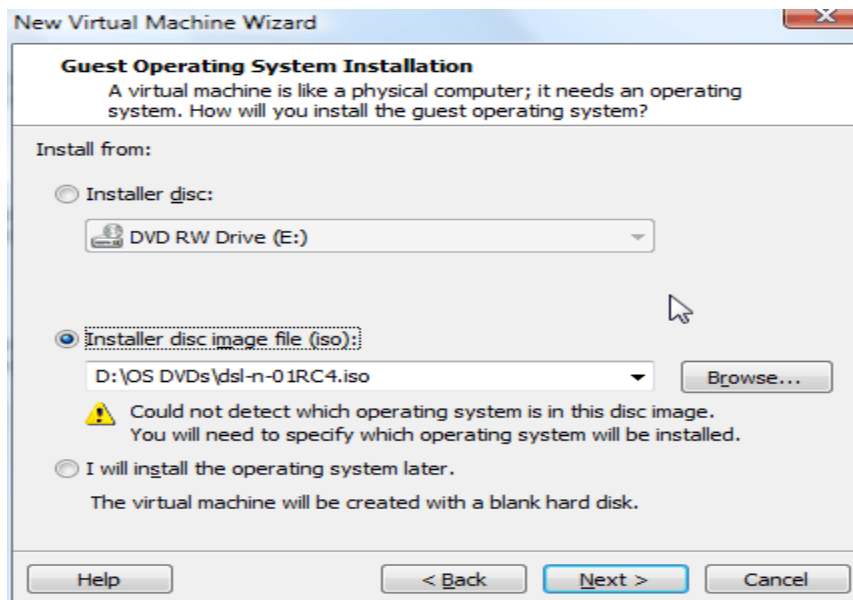 New Virtual Machine Wizard
Guest Operating System Installation
A virtual machine is like a physical computer; it needs an operating
system. How will you install the guest operating system?
Install from:
Installer disc:
DVD RW Drive (E:)
Installer disc image file (iso):
D:\OS DVDs\dsl-n-01RC4.iso
Browse...
Could not detect which operating system is in this disc image.
You will need to specify which operating system will be installed.
I will install the operating system later.
The virtual machine will be created with a blank hard disk.
Help < Back Next > Cancel